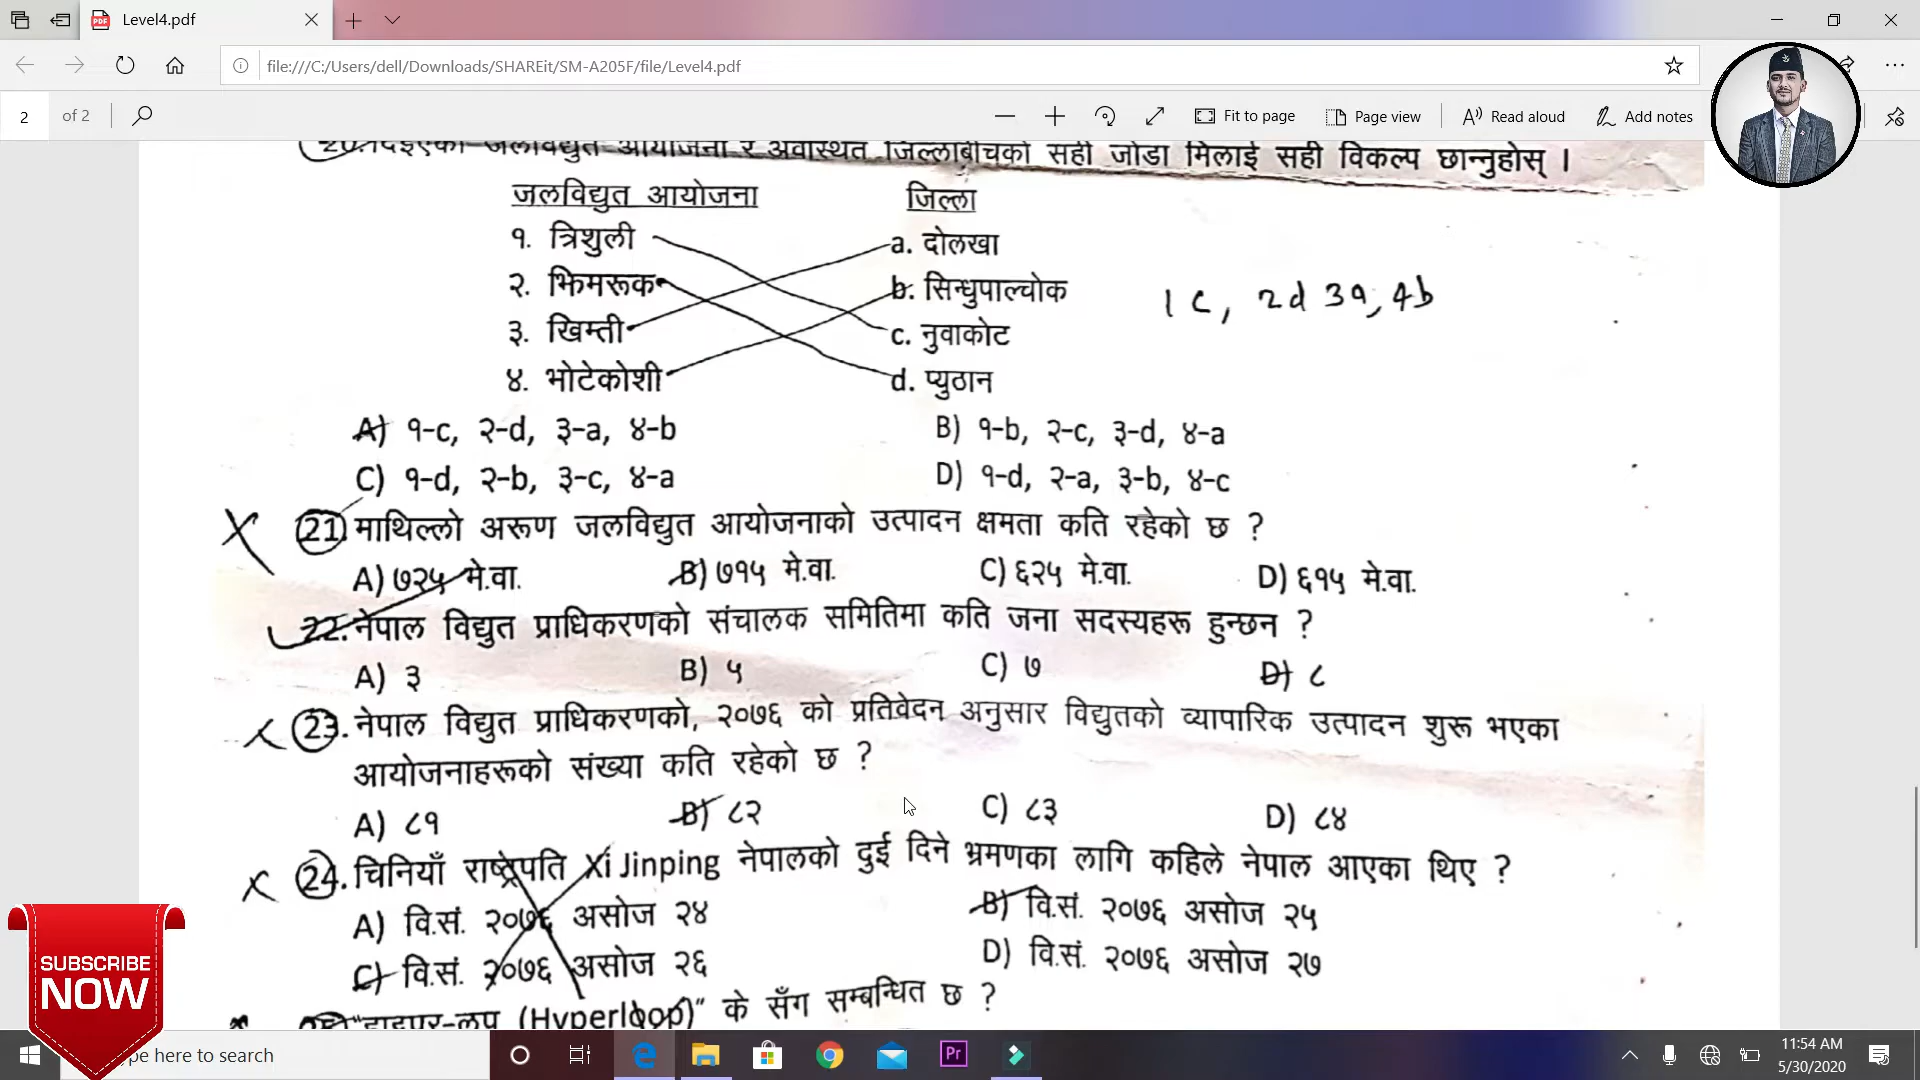 Level4.pdf
file:///C:/Users/dell/Downloads/SHAREit/SM-A205F/file/Level4.pdf
2 of 2 Fit to page Page view Read aloud Add notes
20. दिइएका जलविद्युत आयोजना र अवस्थित जिल्लाबीचको सही जोडा मिलाई सही विकल्प छान्नुहोस् ।
जलविद्युत आयोजना जिल्ला
१. त्रिशुली a. दोलखा
२. झिमरूक b. सिन्धुपाल्चोक
1c, 2d 3a, 4b
३. खिम्ती c. नुवाकोट
४. भोटेकोशी d. प्युठान
A) १-c, २-d, ३-a, ४-b B) १-b, २-c, ३-d, ४-a
C) १-d, २-b, ३-c, ४-a D) १-d, २-a, ३-b, ४-c
21. माथिल्लो अरूण जलविद्युत आयोजनाको उत्पादन क्षमता कति रहेको छ ?
A) ७२५ मे.वा. B) ७१५ मे.वा. C) ६२५ मे.वा. D) ६१५ मे.वा.
22. नेपाल विद्युत प्राधिकरणको संचालक समितिमा कति जना सदस्यहरू हुन्छन ?
A) ३ B) ५ C) ७ D) ८
23. नेपाल विद्युत प्राधिकरणको, २०७६ को प्रतिवेदन अनुसार विद्युतको व्यापारिक उत्पादन शुरू भएका
आयोजनाहरूको संख्या कति रहेको छ ?
A) ८१ B) ८२ C) ८३ D) ८४
24. चिनियाँ राष्ट्रेपति Xi Jinping नेपालको दुई दिने भ्रमणका लागि कहिले नेपाल आएका थिए ?
A) वि.सं. २०७६ असोज २४ B) वि.सं. २०७६ असोज २५
C) वि.सं. २०७६ असोज २६ D) वि.सं. २०७६ असोज २७
"हाइपर-लुप (Hyperloop)" के सँग सम्बन्धित छ ?
SUBSCRIBE
NOW
pe here to search
Pr
11:54 AM
5/30/2020